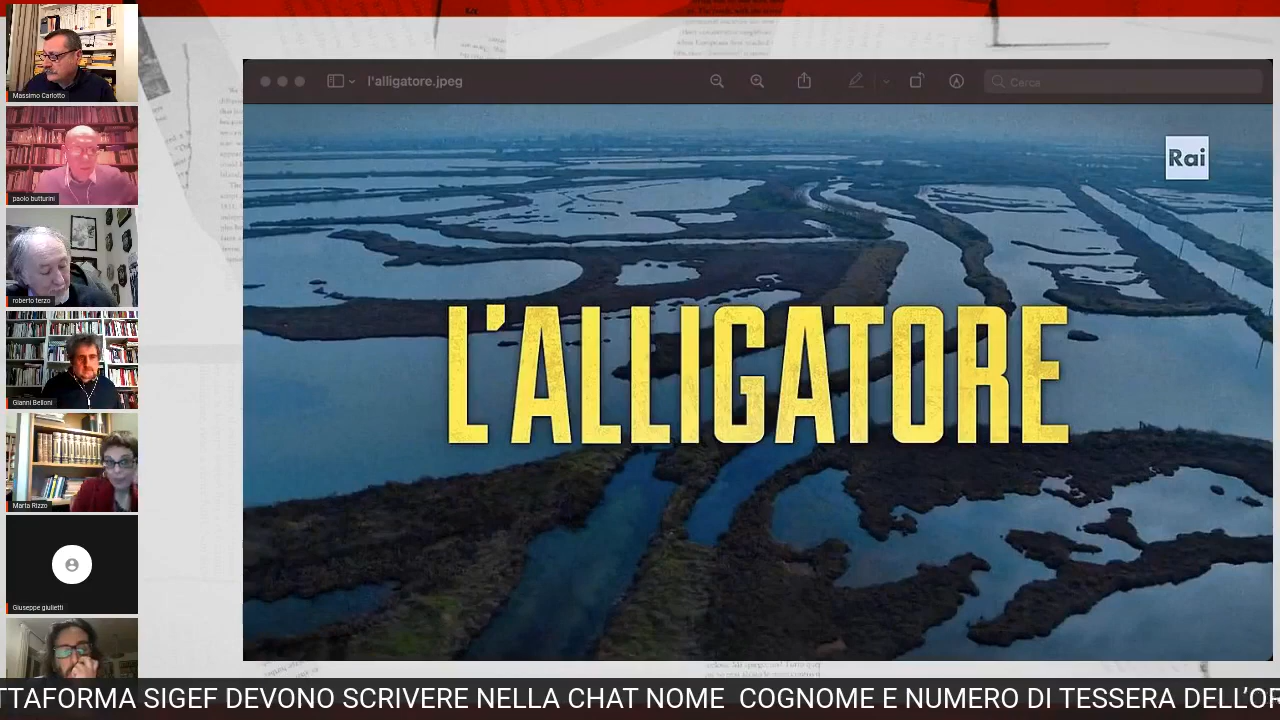 Massimo Carlotto
paolo butturini
roberto terzo
Gianni Belloni
Marta Rizzo
Giuseppe giulietti
l'alligatore.jpeg
Cerca
Rai
L'ALLIGATORE
TTAFORMA SIGEF DEVONO SCRIVERE NELLA CHAT NOME COGNOME E NUMERO DI TESSERA DELL'OR